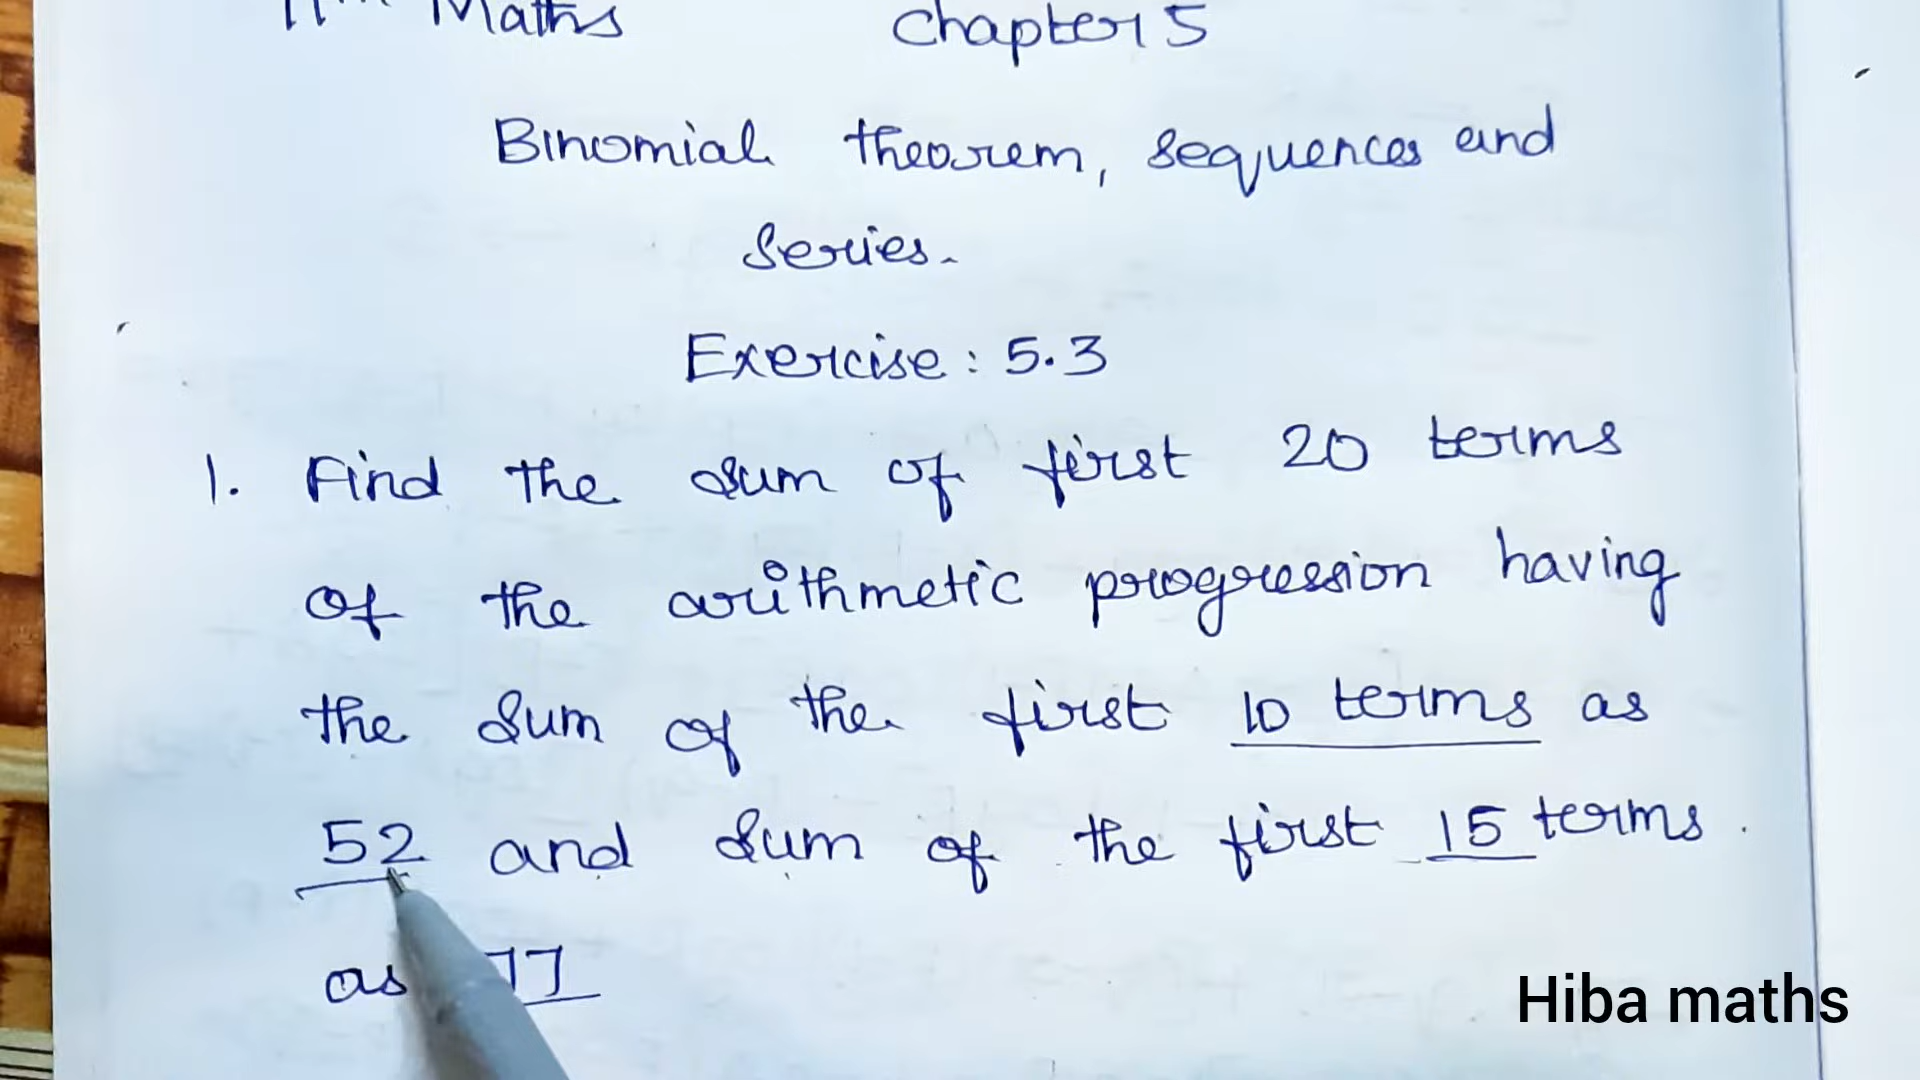 11th Maths Chapter 5
Binomial theorem, sequences and
series.
Exercise : 5.3
1. Find the sum of first 20 terms
of the arithmetic progression having
the sum of the first 10 terms as
52 and sum of the first 15 terms
as 77
Hiba maths